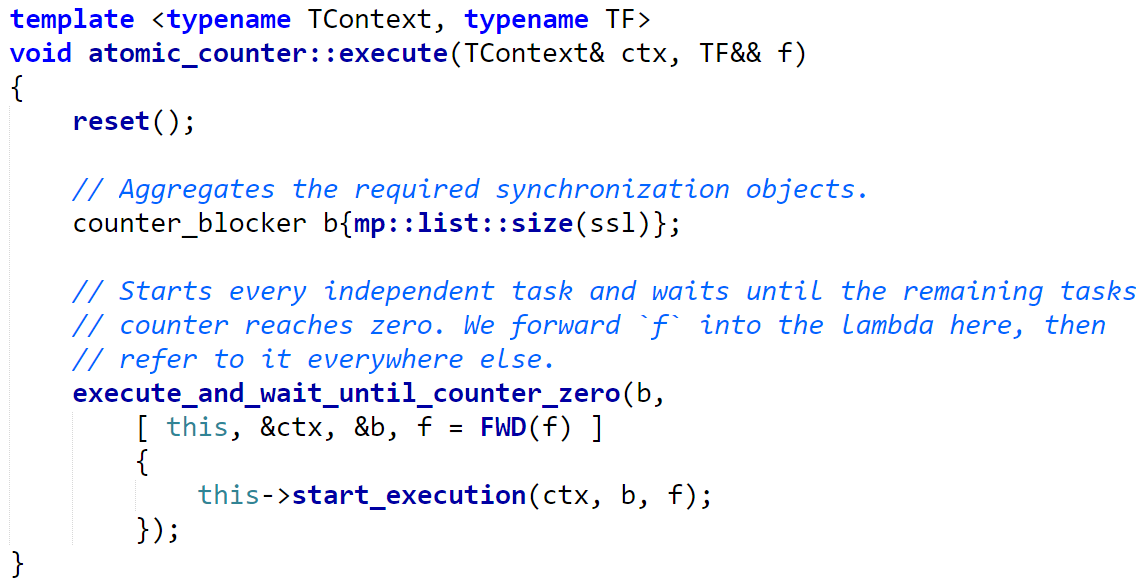 template <typename TContext, typename TF>
void atomic_counter::execute(TContext& ctx, TF&& f)
{
    reset();

    // Aggregates the required synchronization objects.
    counter_blocker b{mp::list::size(ssl)};

    // Starts every independent task and waits until the remaining tasks
    // counter reaches zero. We forward `f` into the lambda here, then
    // refer to it everywhere else.
    execute_and_wait_until_counter_zero(b,
        [ this, &ctx, &b, f = FWD(f) ]
        {
            this->start_execution(ctx, b, f);
        });
}